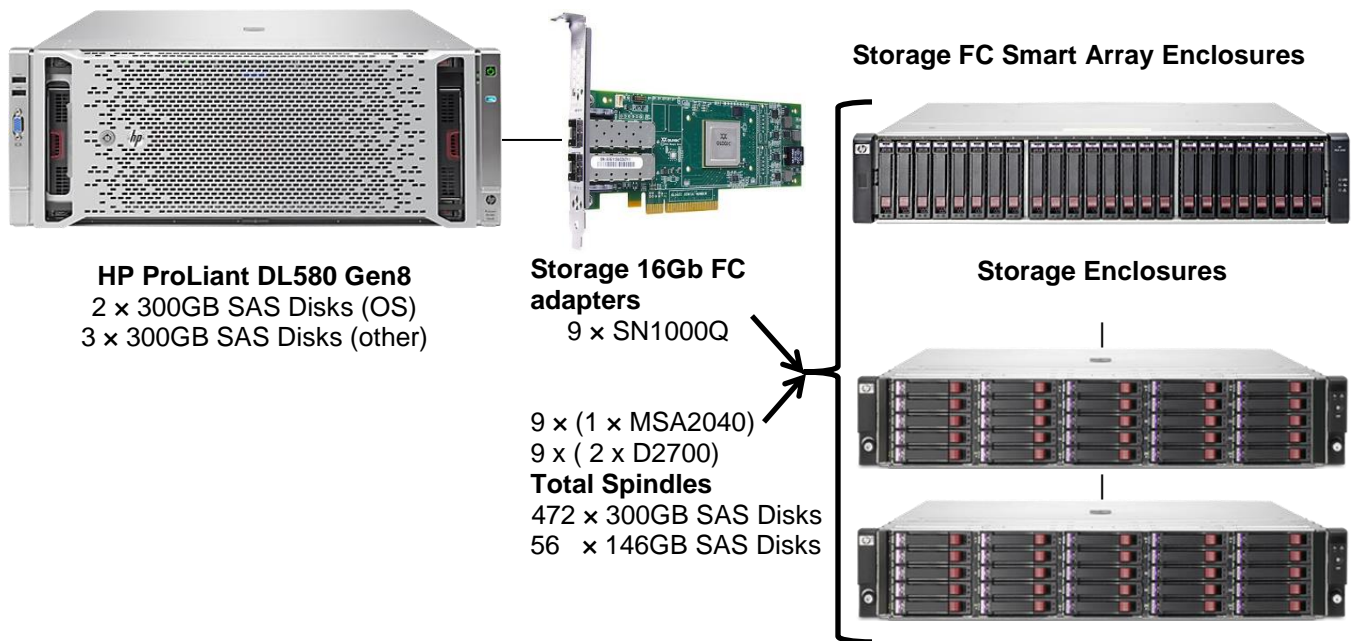 Storage FC Smart Array Enclosures
hp
HP ProLiant DL580 Gen8
2 × 300GB SAS Disks (OS)
3 × 300GB SAS Disks (other)
Storage 16Gb FC
adapters
9 × SN1000Q
Storage Enclosures
9 × (1 × MSA2040)
9 x ( 2 x D2700)
Total Spindles
472 × 300GB SAS Disks
56 × 146GB SAS Disks